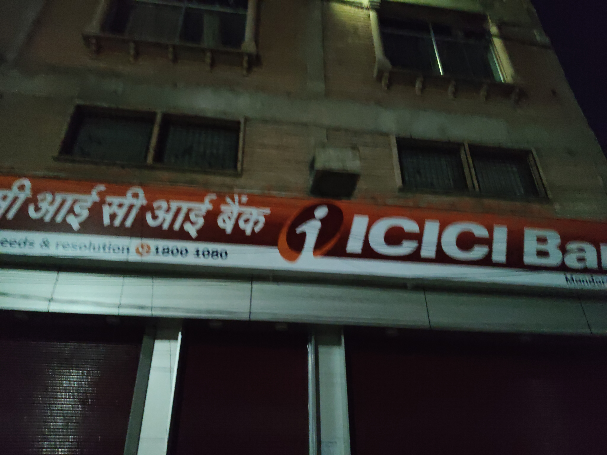 सी आई सी आई बैंक ICICI Ba
eeds & resolution 1800 1080